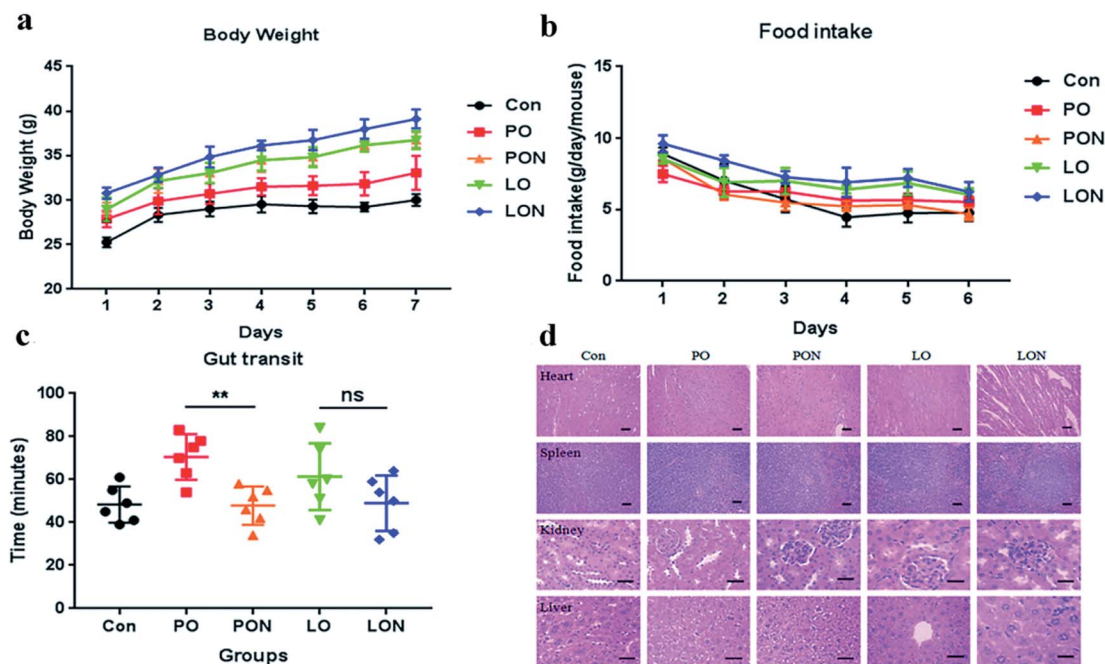 a
Body Weight
Body Weight (g)
45
40
35
30
25
20
1 2 3 4 5 6 7
Days
Con
PO
PON
LO
LON
b
Food intake
Food intake(g/day/mouse)
15
10
5
0
1 2 3 4 5 6
Days
Con
PO
PON
LO
LON
c
Gut transit
Time (minutes)
100
80
60
40
20
0
**
ns
Con PO PON LO LON
Groups
d
Con PO PON LO LON
Heart
Spleen
Kidney
Liver